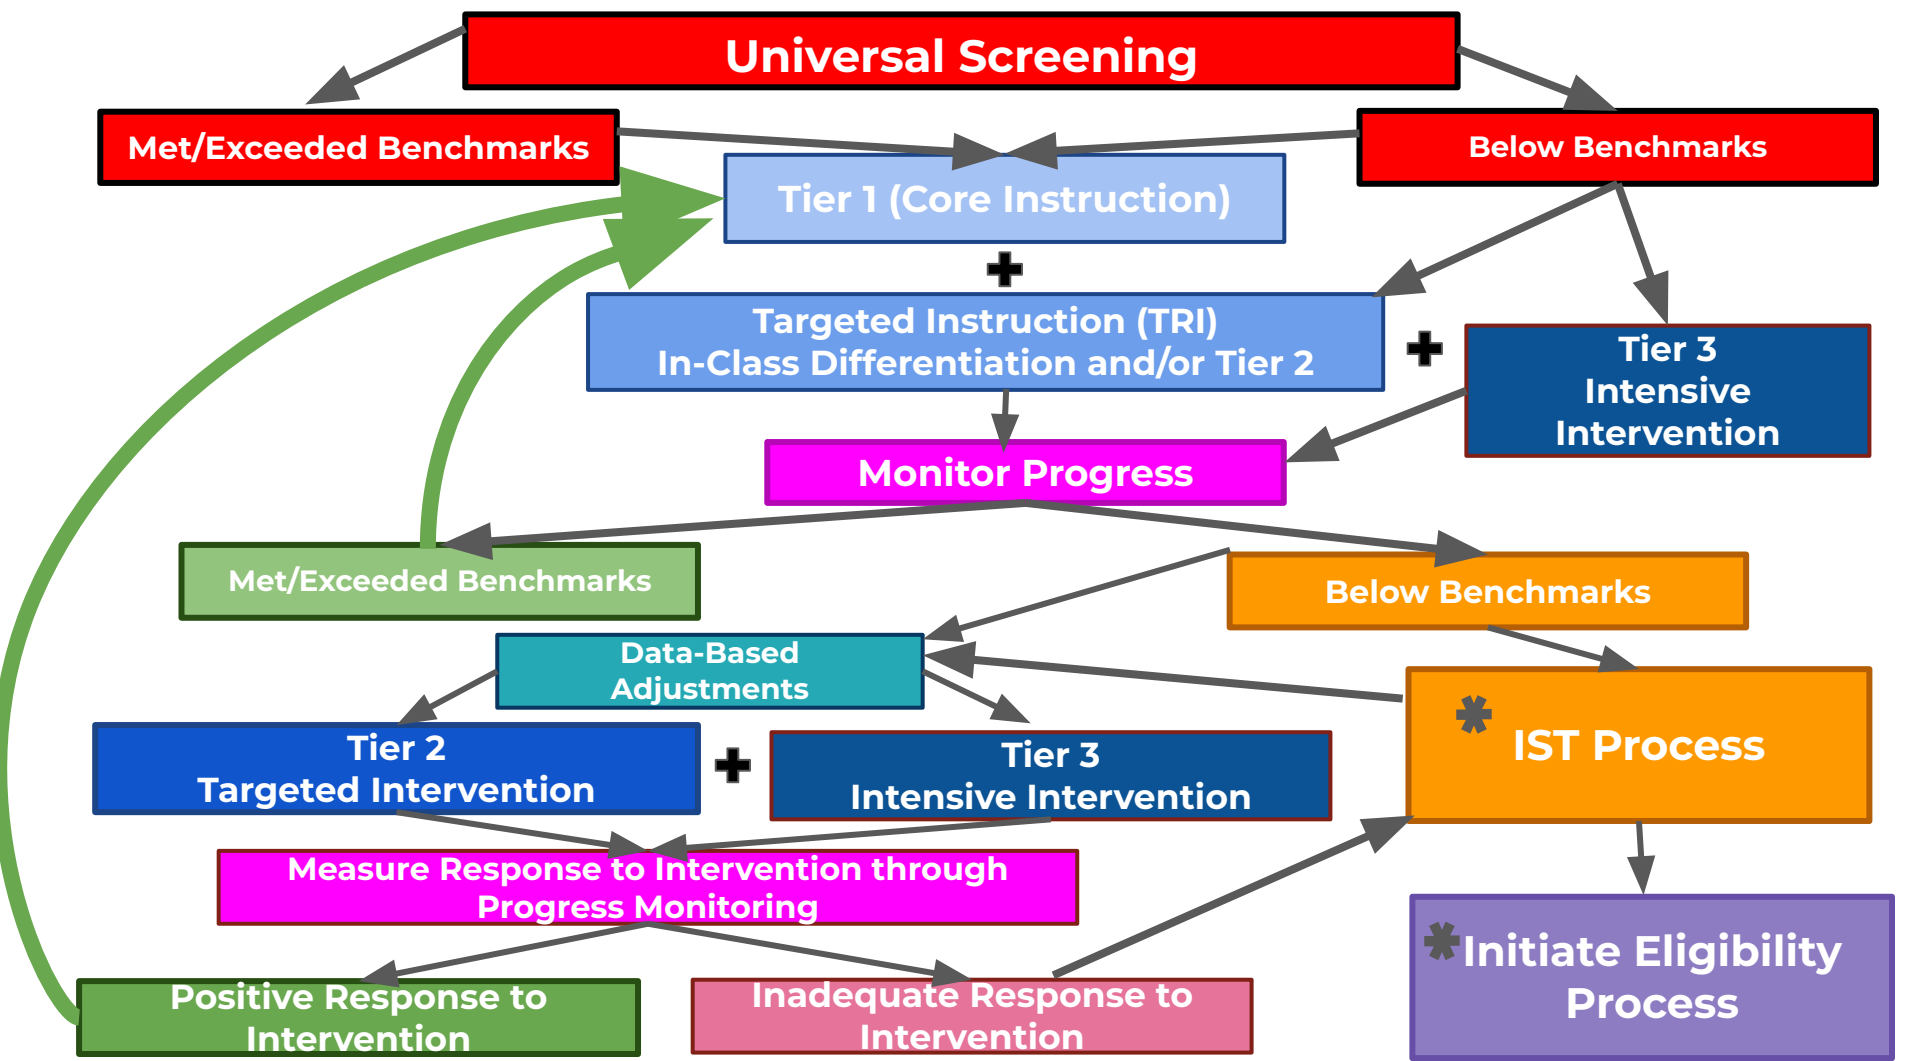 Universal Screening
Met/Exceeded Benchmarks
Below Benchmarks
Tier 1 (Core Instruction)
Targeted Instruction (TRI)
In-Class Differentiation and/or Tier 2
Tier 3
Intensive
Intervention
Monitor Progress
Met/Exceeded Benchmarks
Below Benchmarks
Data-Based
Adjustments
IST Process
Tier 2
Targeted Intervention
Tier 3
Intensive Intervention
Measure Response to Intervention through
Progress Monitoring
Initiate Eligibility
Process
Positive Response to
Intervention
Inadequate Response to
Intervention